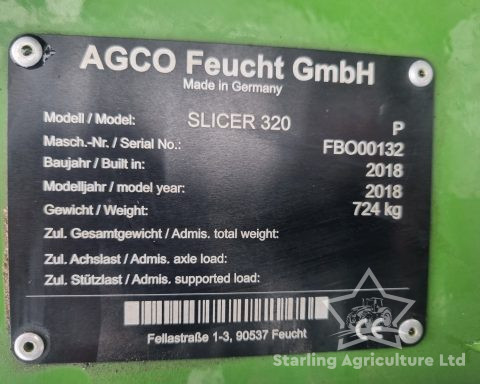 AGCO Feucht GmbH
Made in Germany
Modell / Model: SLICER 320 P
Masch.-Nr. / Serial No.: FBO00132
Baujahr / Built in: 2018
Modelljahr / model year: 2018
Gewicht / Weight: 724 kg
Zul. Gesamtgewicht / Admis. total weight:
Zul. Achslast / Admis. axle load:
Zul. Stützlast / Admis. supported load:
Fellastraße 1-3, 90537 Feucht
CE
Starling Agriculture Ltd